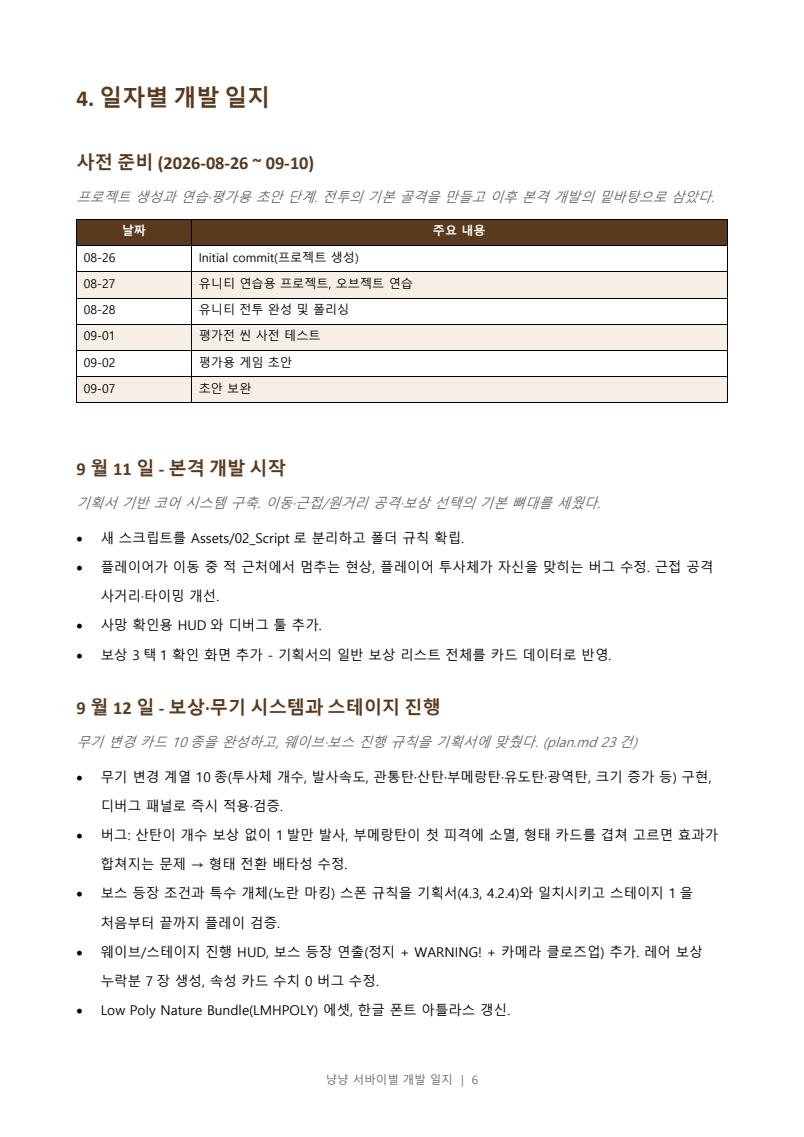 4. 일자별 개발 일지
사전 준비 (2026-08-26 ~ 09-10)
프로젝트 생성과 연습·평가용 초안 단계. 전투의 기본 골격을 만들고 이후 본격 개발의 밑바탕으로 삼았다.
날짜 주요 내용
08-26 Initial commit(프로젝트 생성)
08-27 유니티 연습용 프로젝트, 오브젝트 연습
08-28 유니티 전투 완성 및 폴리싱
09-01 평가전 씬 사전 테스트
09-02 평가용 게임 초안
09-07 초안 보완
9 월 11 일 - 본격 개발 시작
기획서 기반 코어 시스템 구축. 이동·근접/원거리 공격·보상 선택의 기본 뼈대를 세웠다.
• 새 스크립트를 Assets/02_Script 로 분리하고 폴더 규칙 확립.
• 플레이어가 이동 중 적 근처에서 멈추는 현상, 플레이어 투사체가 자신을 맞히는 버그 수정. 근접 공격
사거리·타이밍 개선.
• 사망 확인용 HUD 와 디버그 툴 추가.
• 보상 3 택 1 확인 화면 추가 - 기획서의 일반 보상 리스트 전체를 카드 데이터로 반영.
9 월 12 일 - 보상·무기 시스템과 스테이지 진행
무기 변경 카드 10 종을 완성하고, 웨이브·보스 진행 규칙을 기획서에 맞췄다. (plan.md 23 건)
• 무기 변경 계열 10 종(투사체 개수, 발사속도, 관통탄·산탄·부메랑탄·유도탄·광역탄, 크기 증가 등) 구현,
디버그 패널로 즉시 적용·검증.
• 버그: 산탄이 개수 보상 없이 1 발만 발사, 부메랑탄이 첫 피격에 소멸, 형태 카드를 겹쳐 고르면 효과가
합쳐지는 문제 → 형태 전환 배타성 수정.
• 보스 등장 조건과 특수 개체(노란 마킹) 스폰 규칙을 기획서(4.3, 4.2.4)와 일치시키고 스테이지 1 을
처음부터 끝까지 플레이 검증.
• 웨이브/스테이지 진행 HUD, 보스 등장 연출(정지 + WARNING! + 카메라 클로즈업) 추가. 레어 보상
누락분 7 장 생성, 속성 카드 수치 0 버그 수정.
• Low Poly Nature Bundle(LMHPOLY) 에셋, 한글 폰트 아틀라스 갱신.
냥냥 서바이벌 개발 일지 | 6